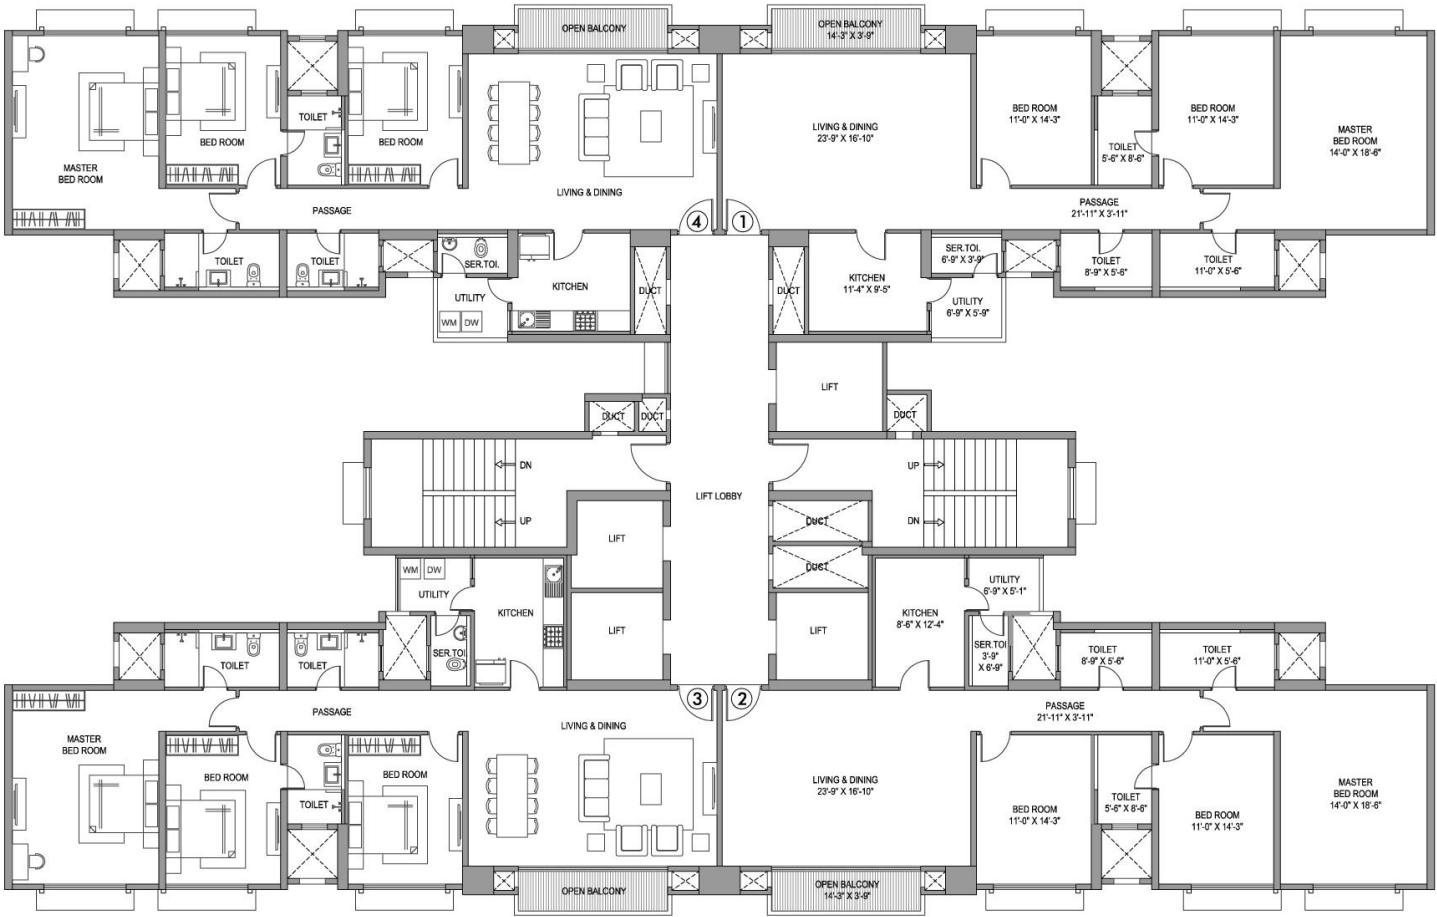 OPEN BALCONY
OPEN BALCONY
14'-3" X 3'-9"
MASTER
BED ROOM
BED ROOM
TOILET
BED ROOM
LIVING & DINING
PASSAGE
4
1
LIVING & DINING
23'-9" X 16'-10"
BED ROOM
11'-0" X 14'-3"
TOILET
5'-6" X 8'-6"
BED ROOM
11'-0" X 14'-3"
MASTER
BED ROOM
14'-0" X 18'-6"
PASSAGE
21'-11" X 3'-11"
TOILET
TOILET
SER.TOI.
UTILITY
WM
DW
KITCHEN
DUCT
DUCT
KITCHEN
11'-4" X 9'-5"
SER.TOI.
6'-9" X 3'-9"
UTILITY
6'-9" X 5'-9"
TOILET
8'-9" X 5'-6"
TOILET
11'-0" X 5'-6"
LIFT
DUCT
DUCT
DUCT
DN
UP
LIFT LOBBY
UP
DN
LIFT
DUCT
DUCT
LIFT
LIFT
WM
DW
UTILITY
KITCHEN
SER.TOI.
TOILET
TOILET
KITCHEN
8'-6" X 12'-4"
UTILITY
6'-9" X 5'-1"
SER.TOI.
3'-9"
X 6'-9"
TOILET
8'-9" X 5'-6"
TOILET
11'-0" X 5'-6"
3
2
PASSAGE
LIVING & DINING
MASTER
BED ROOM
BED ROOM
TOILET
BED ROOM
PASSAGE
21'-11" X 3'-11"
LIVING & DINING
23'-9" X 16'-10"
BED ROOM
11'-0" X 14'-3"
TOILET
5'-6" X 8'-6"
BED ROOM
11'-0" X 14'-3"
MASTER
BED ROOM
14'-0" X 18'-6"
OPEN BALCONY
OPEN BALCONY
14'-3" X 3'-9"